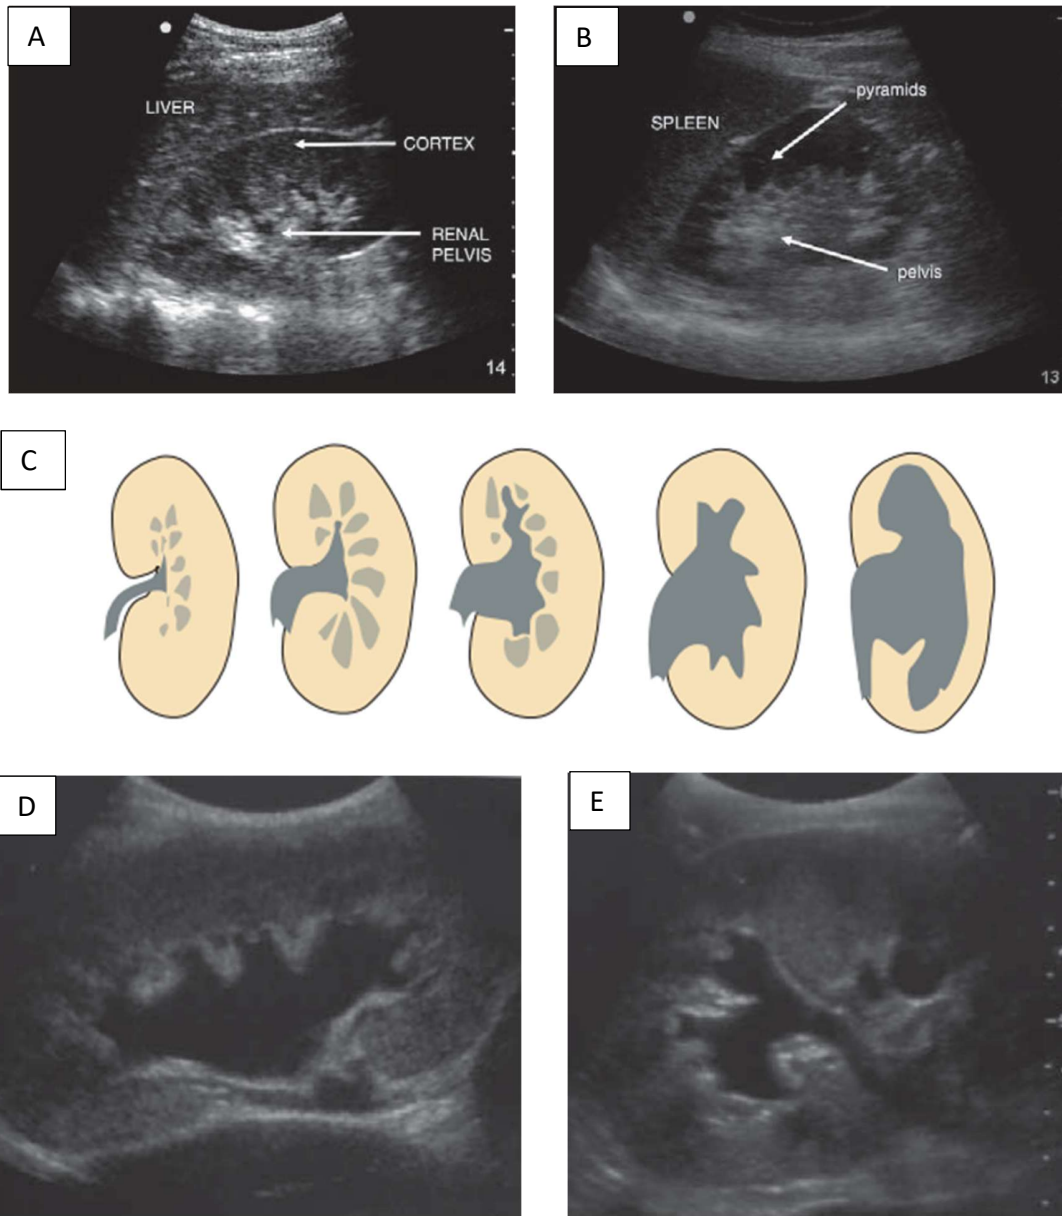 A
LIVER
CORTEX
RENAL
PELVIS
14
B
pyramids
SPLEEN
pelvis
13
C
D
E